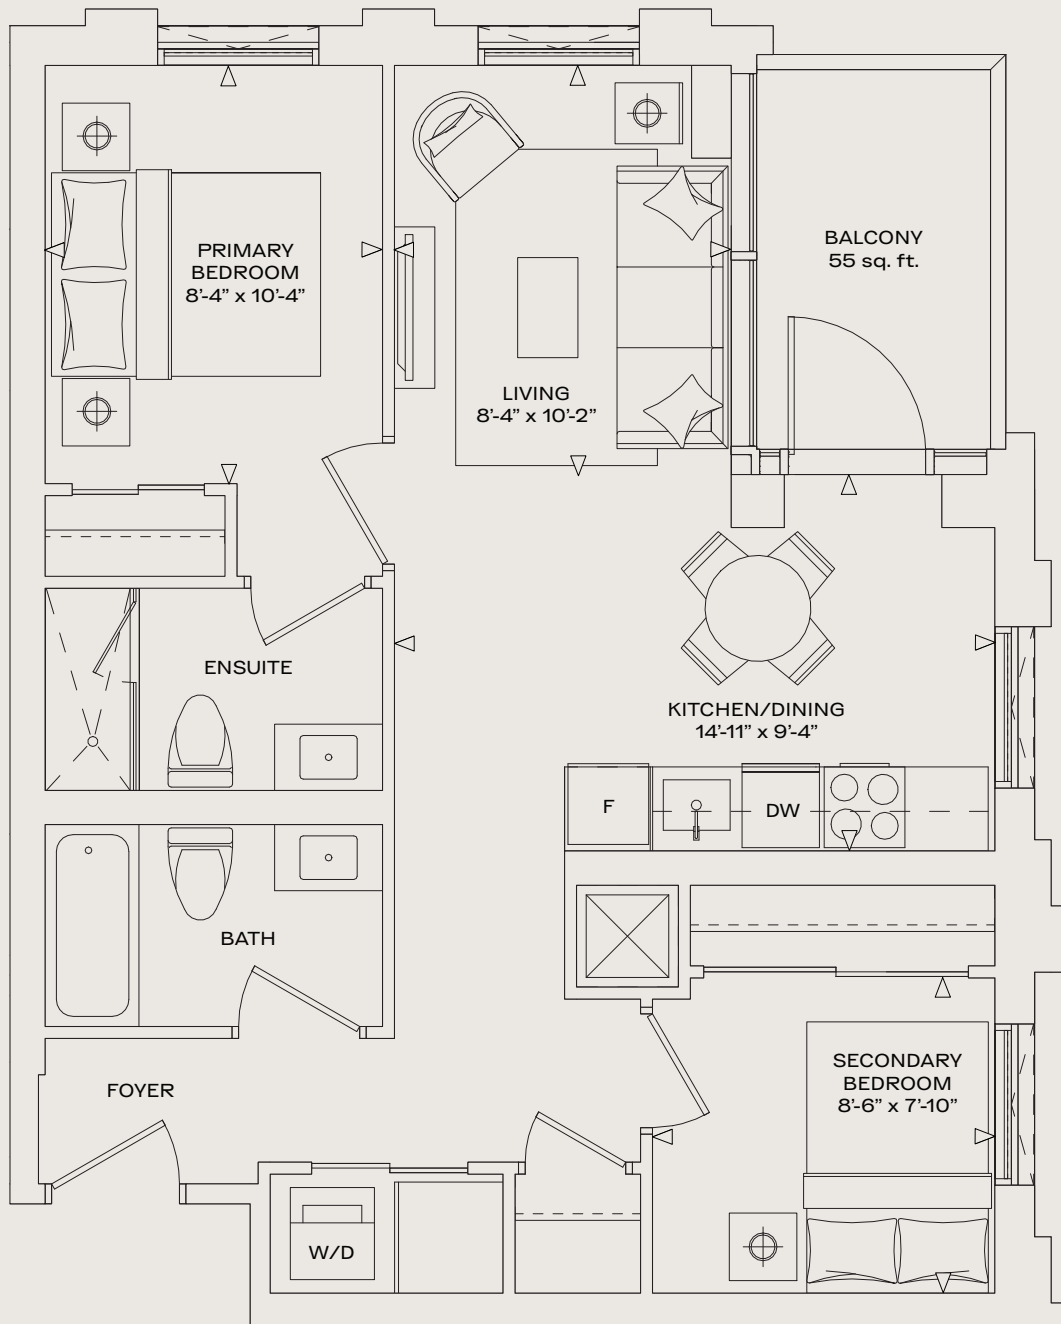 PRIMARY
BEDROOM
8’-4” x 10’-4”
BALCONY
55 sq. ft.
LIVING
8’-4” x 10’-2”
ENSUITE
KITCHEN/DINING
14’-11” x 9’-4”
F
DW
BATH
FOYER
SECONDARY
BEDROOM
8’-6” x 7’-10”
W/D